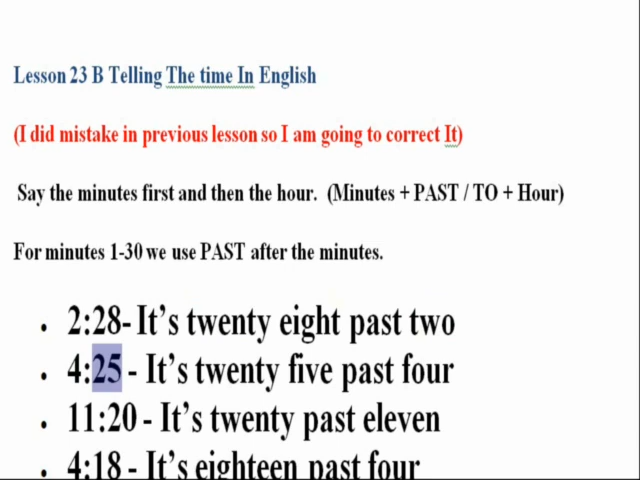 Lesson 23 B Telling The time In English
(I did mistake in previous lesson so I am going to correct It)
Say the minutes first and then the hour. (Minutes + PAST / TO + Hour)
For minutes 1-30 we use PAST after the minutes.
• 2:28- It’s twenty eight past two
• 4:25 - It’s twenty five past four
• 11:20 - It’s twenty past eleven
• 4:18 - It’s eighteen past four